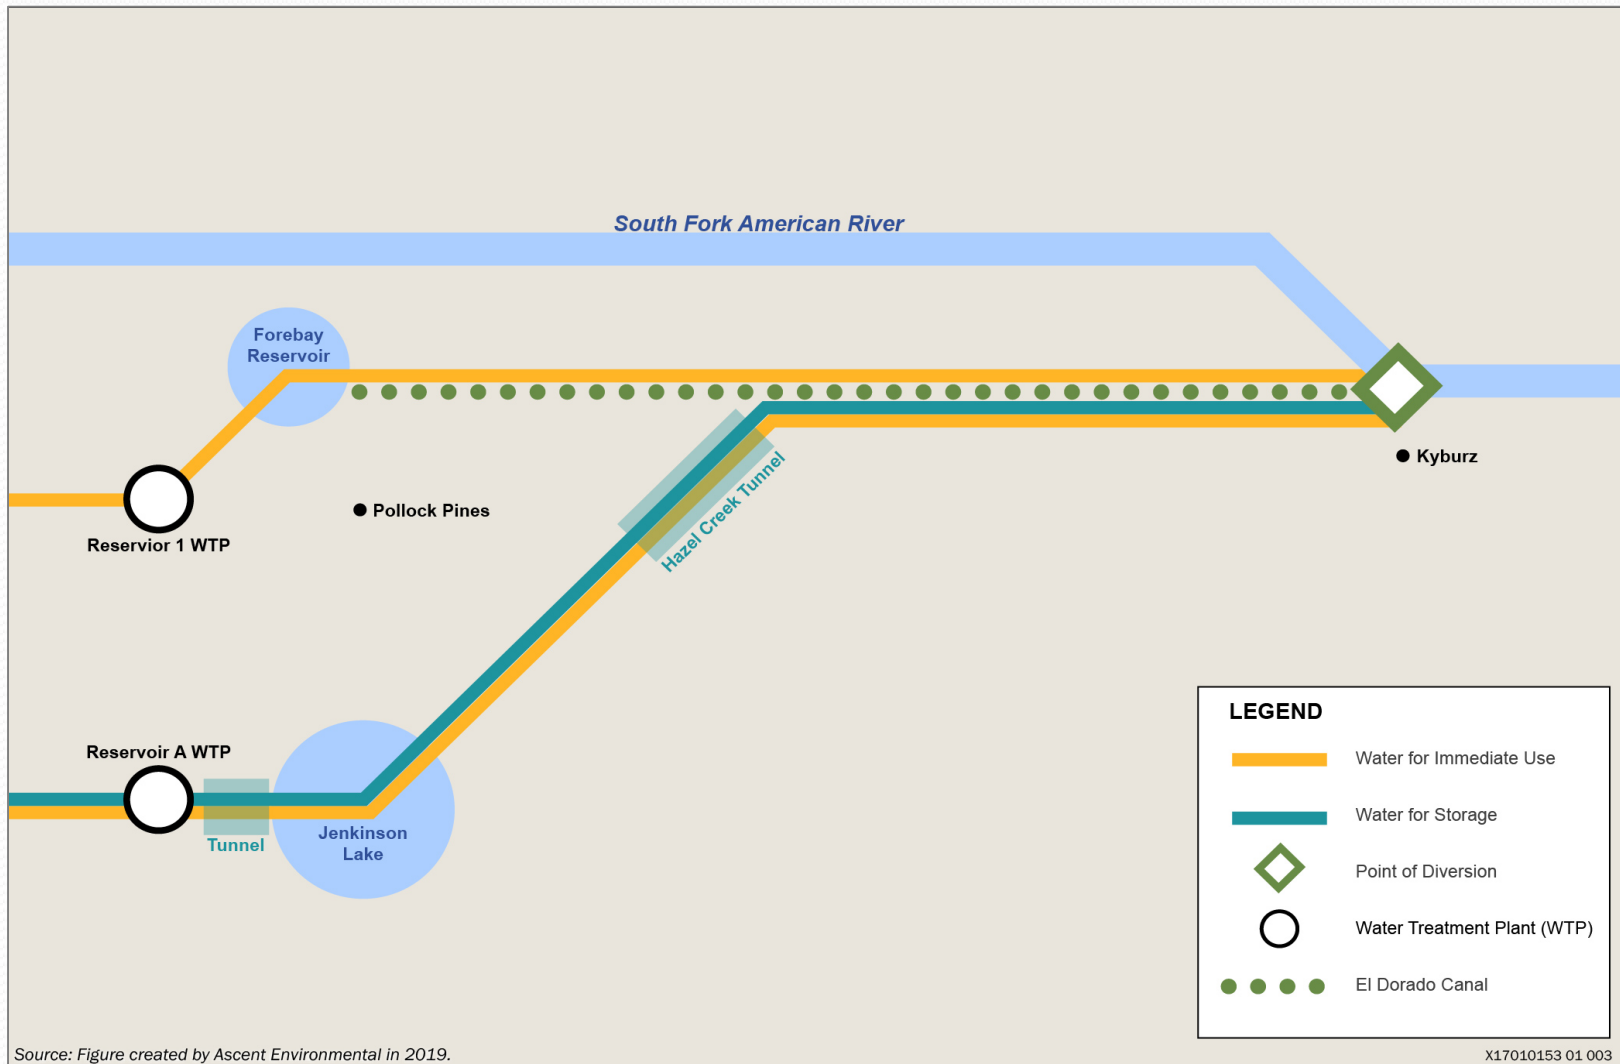 South Fork American River
Forebay
Reservoir
Kyburz
Pollock Pines
Reservior 1 WTP
Hazel Creek Tunnel
Reservoir A WTP
Tunnel
Jenkinson
Lake
LEGEND
Water for Immediate Use
Water for Storage
Point of Diversion
Water Treatment Plant (WTP)
El Dorado Canal
Source: Figure created by Ascent Environmental in 2019.
X17010153 01 003